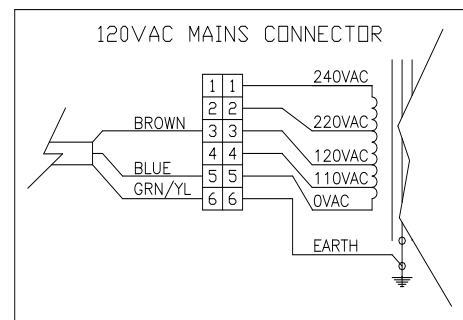 120VAC MAINS CONNECTOR
240VAC
1 1
2 2
220VAC
BROWN
3 3
120VAC
4 4
BLUE
110VAC
5 5
GRN/YL
0VAC
6 6
EARTH